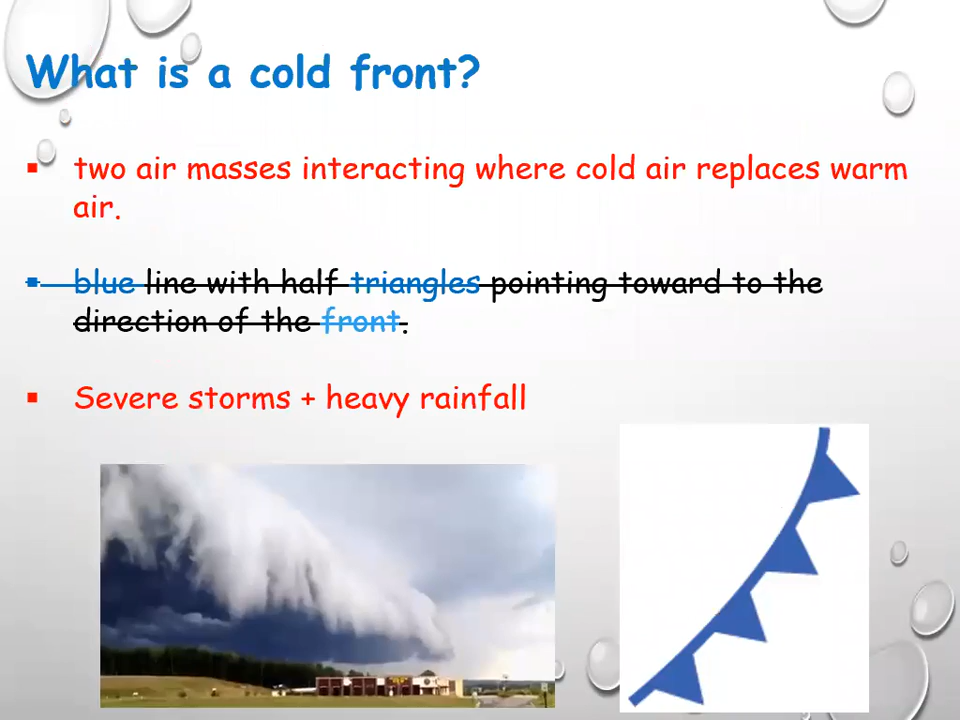 What is a cold front?
two air masses interacting where cold air replaces warm
air.
blue line with half triangles pointing toward to the
direction of the front.
Severe storms + heavy rainfall